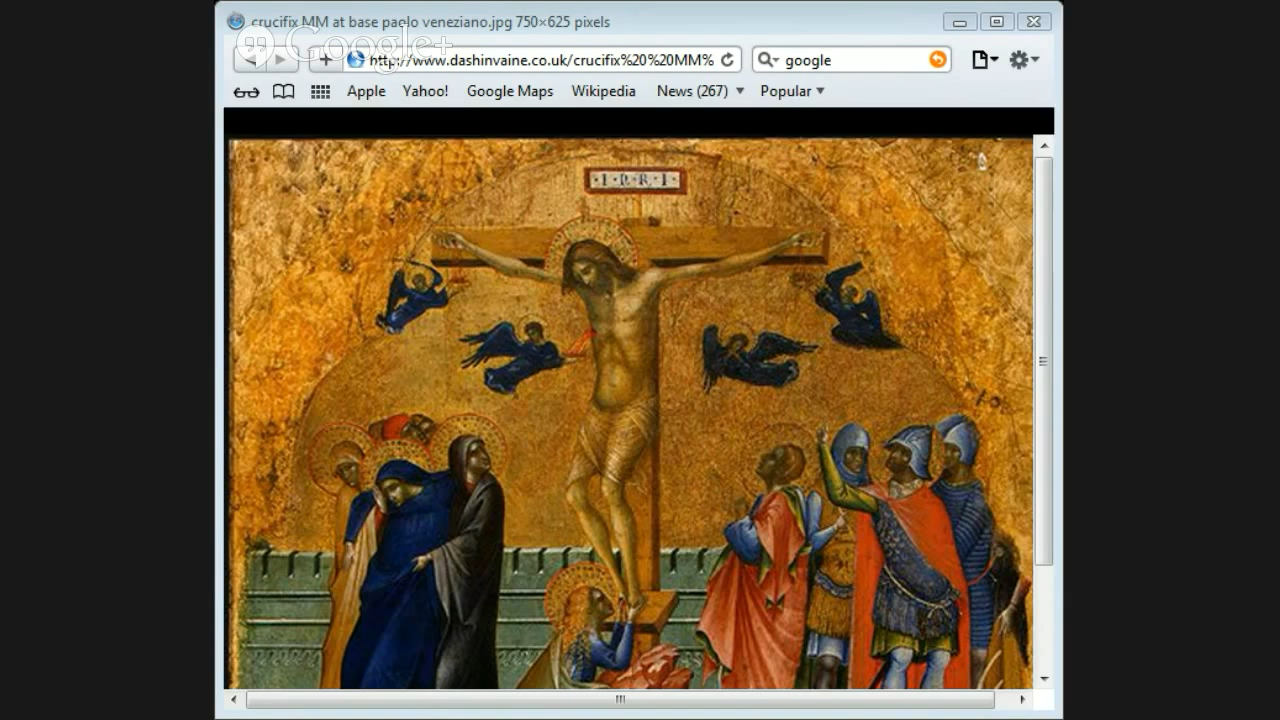 crucifix MM at base paolo veneziano.jpg 750×625 pixels
Google+
http://www.dashinvaine.co.uk/crucifix%20%20MM% google
Apple Yahoo! Google Maps Wikipedia News (267) Popular